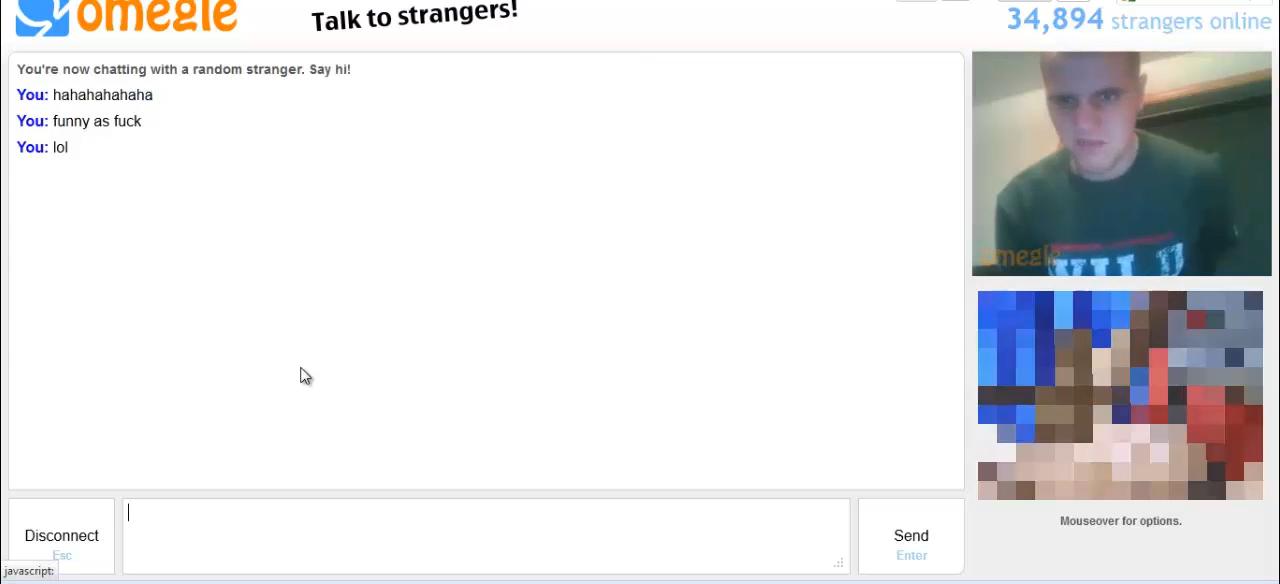 omegle
Talk to strangers!
34,894 strangers online
You're now chatting with a random stranger. Say hi!
You: hahahahahaha
You: funny as fuck
You: lol
omegle
Disconnect
Esc
Send
Enter
Mouseover for options.
javascript: